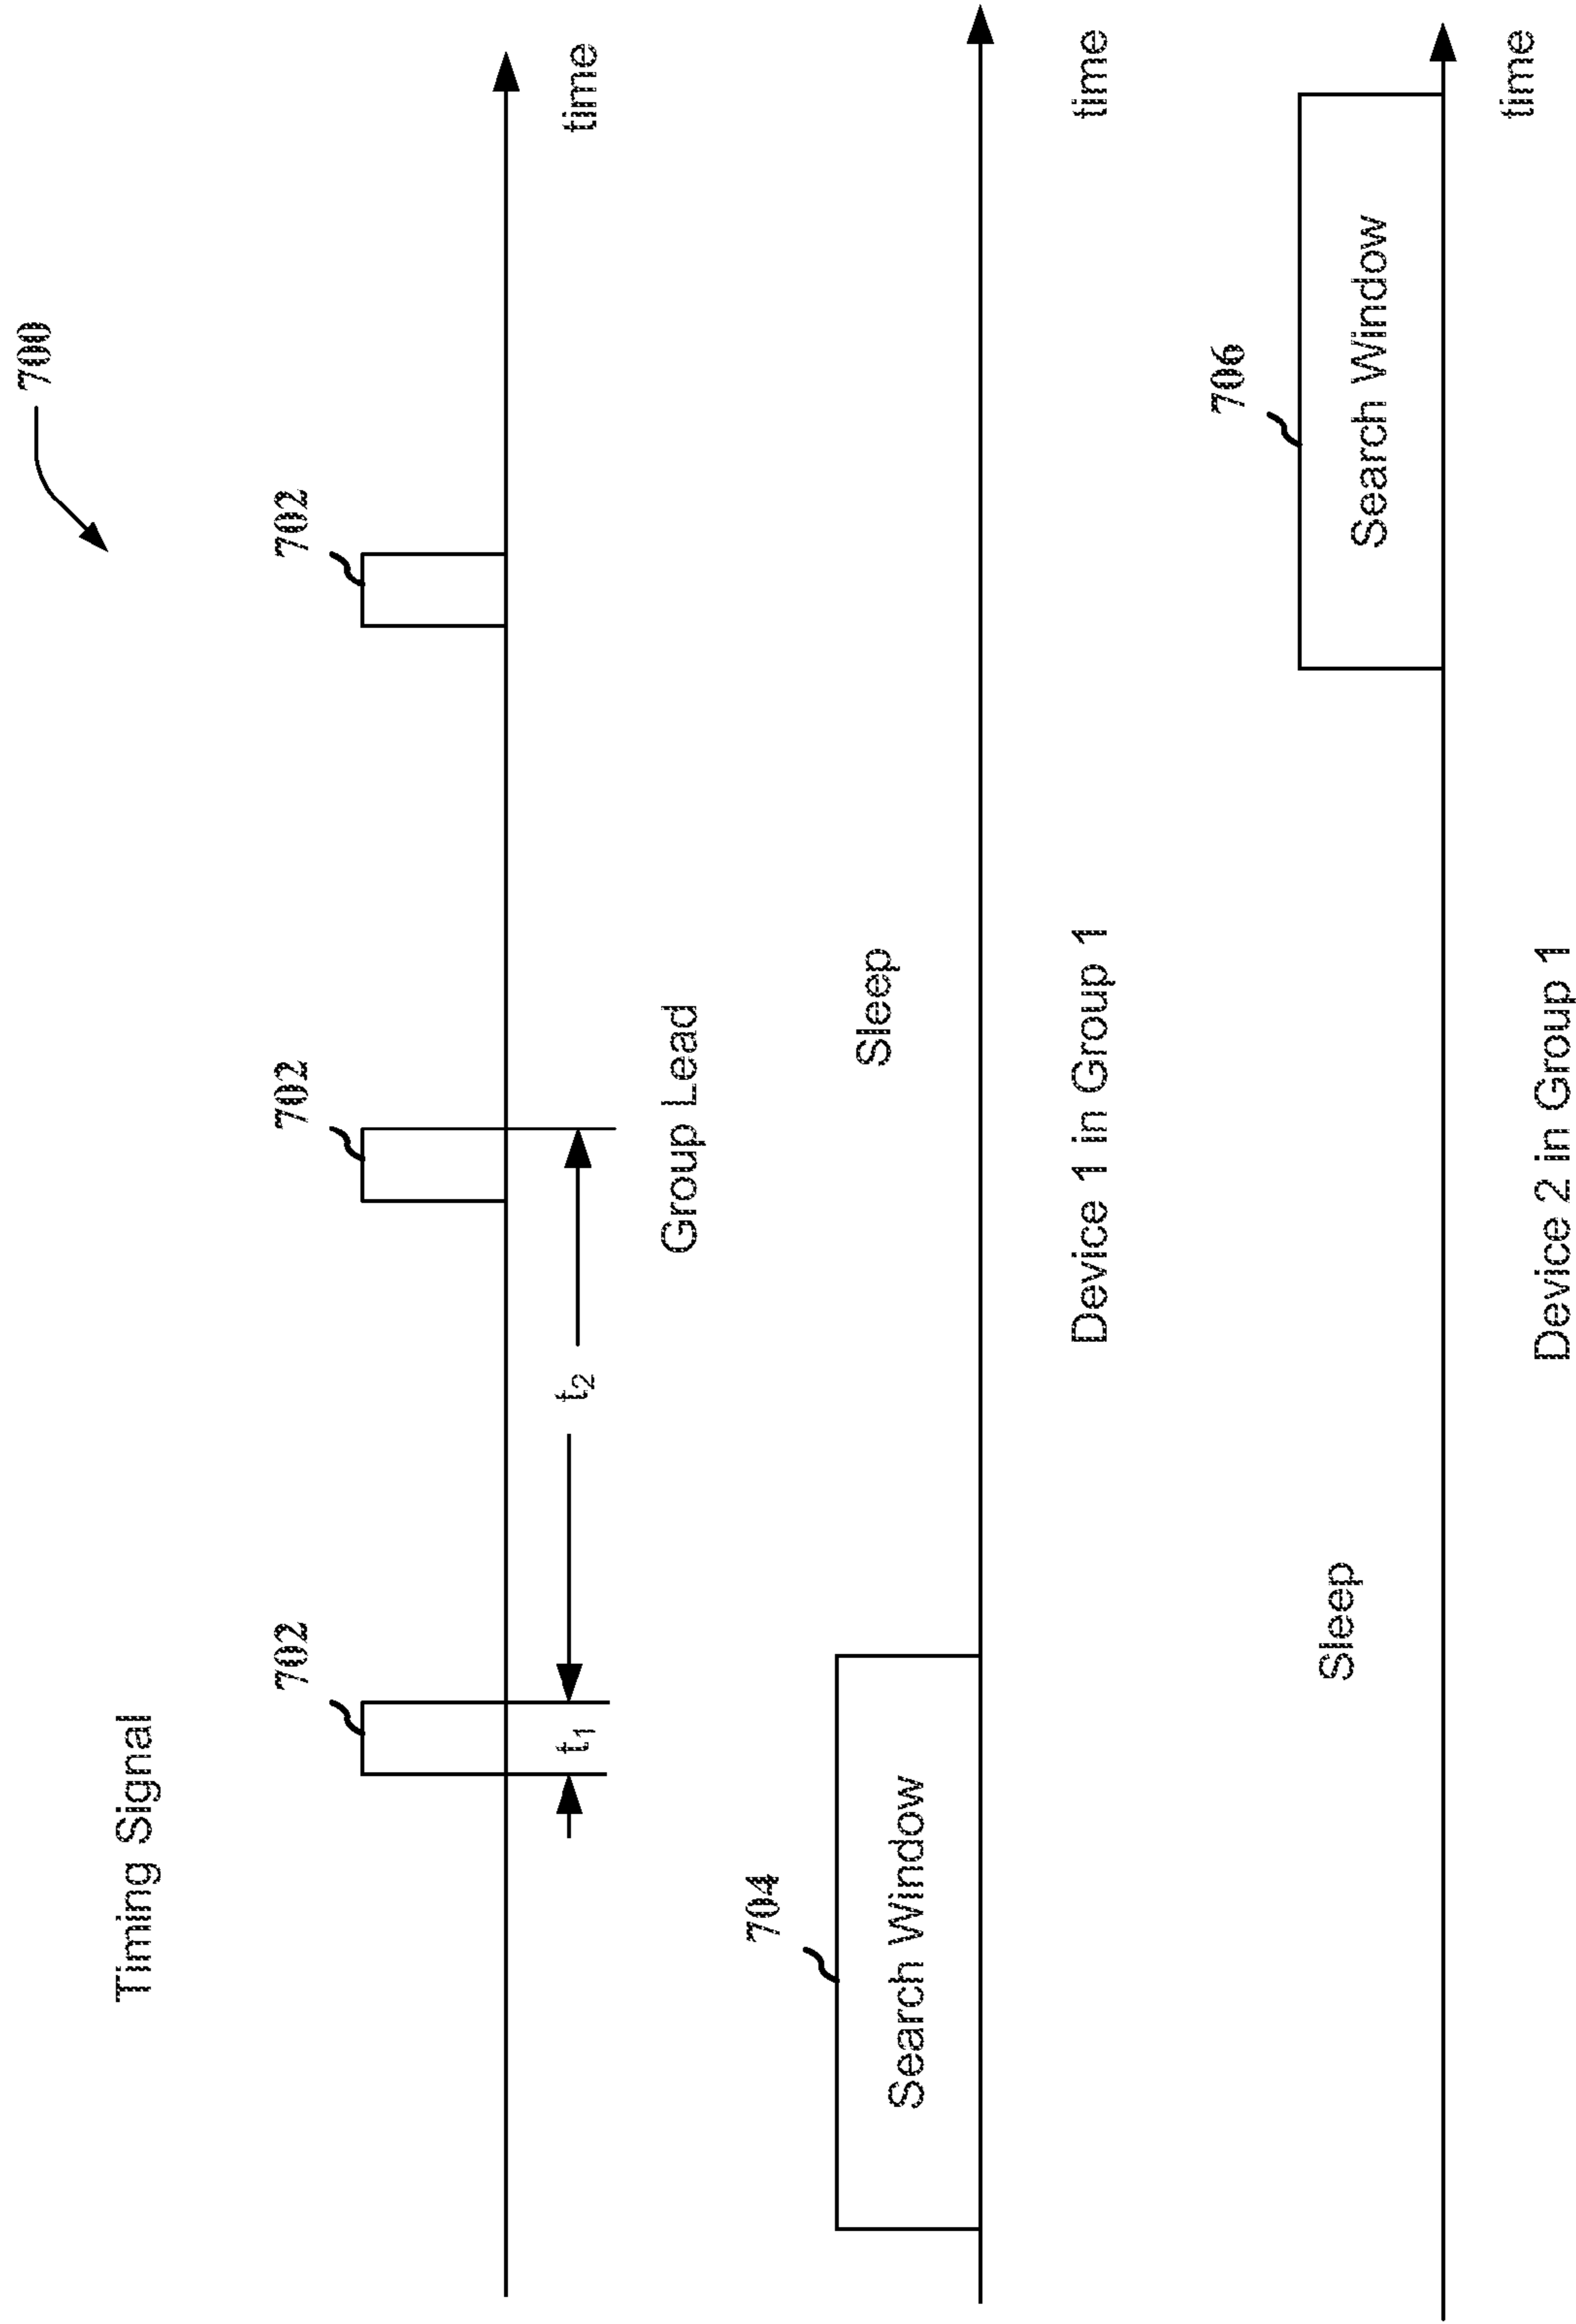 700
Timing Signal
702
702
702
t₁
t₂
time
Group Lead
704
Search Window
Sleep
time
Device 1 in Group 1
706
Sleep
Search Window
time
Device 2 in Group 1